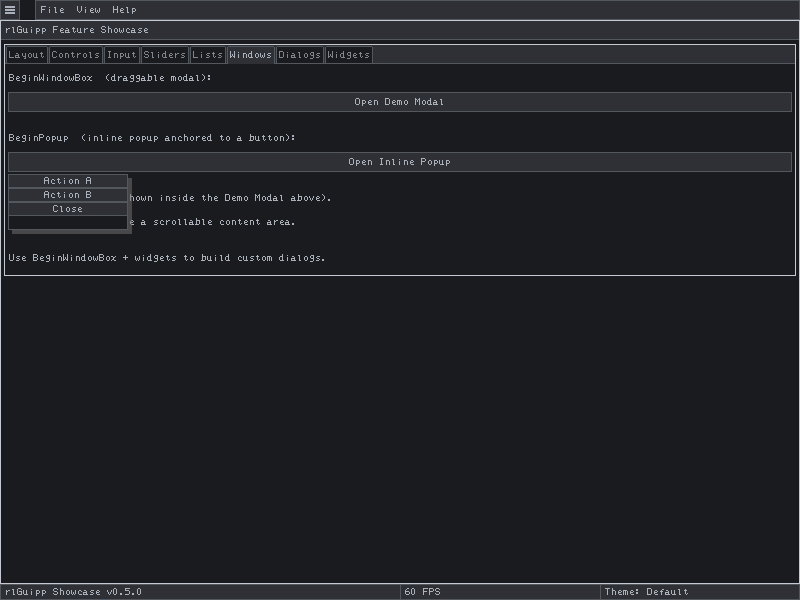 File View Help
rlGuipp Feature Showcase
Layout Controls Input Sliders Lists Windows Dialogs Widgets
BeginWindowBox (draggable modal):
Open Demo Modal
BeginPopup (inline popup anchored to a button):
Open Inline Popup
Action A
Action B
hown inside the Demo Modal above).
Close
e a scrollable content area.
Use BeginWindowBox + widgets to build custom dialogs.
rlGuipp Showcase v0.5.0 60 FPS Theme: Default